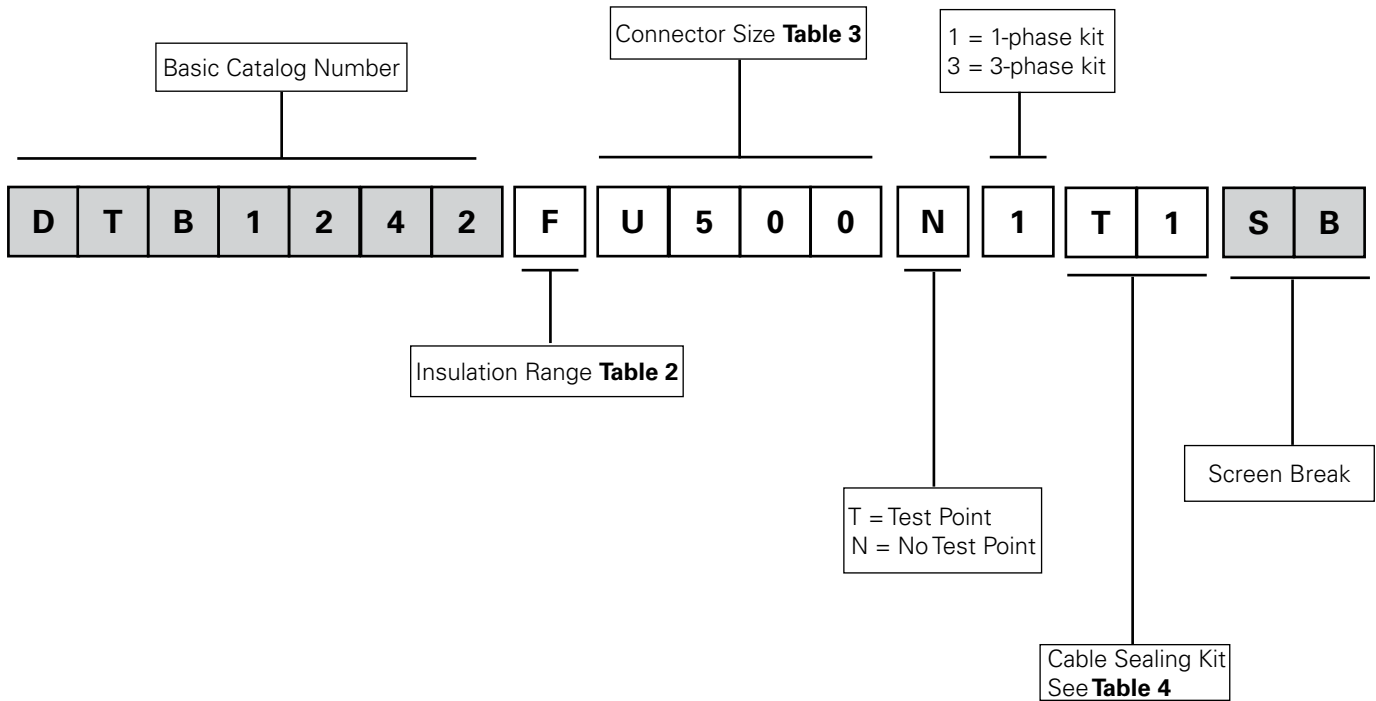 Connector Size Table 3
1 = 1-phase kit
3 = 3-phase kit
Basic Catalog Number
D T B 1 2 4 2 F U 5 0 0 N 1 T 1 S B
Insulation Range Table 2
Screen Break
T = Test Point
N = No Test Point
Cable Sealing Kit
See Table 4